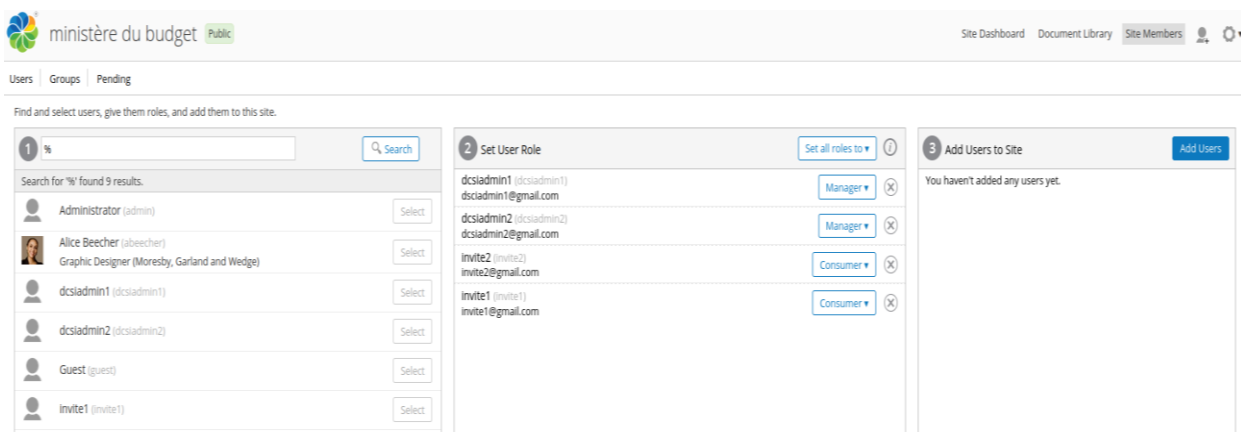 ministère du budget Public
Site Dashboard Document Library Site Members
Users Groups Pending
Find and select users, give them roles, and add them to this site.
1 % Search
Search for '%' found 9 results.
Administrator (admin) Select
Alice Beecher (abeecher)
Graphic Designer (Moresby, Garland and Wedge) Select
dcsiadmin1 (dcsiadmin1) Select
dcsiadmin2 (dcsiadmin2) Select
Guest (guest) Select
invite1 (invite1) Select
2 Set User Role Set all roles to ▾ i
dcsiadmin1 (dcsiadmin1)
dsciadmin1@gmail.com Manager ▾
dcsiadmin2 (dcsiadmin2)
dcsiadmin2@gmail.com Manager ▾
invite2 (invite2)
invite2@gmail.com Consumer ▾
invite1 (invite1)
invite1@gmail.com Consumer ▾
3 Add Users to Site Add Users
You haven't added any users yet.